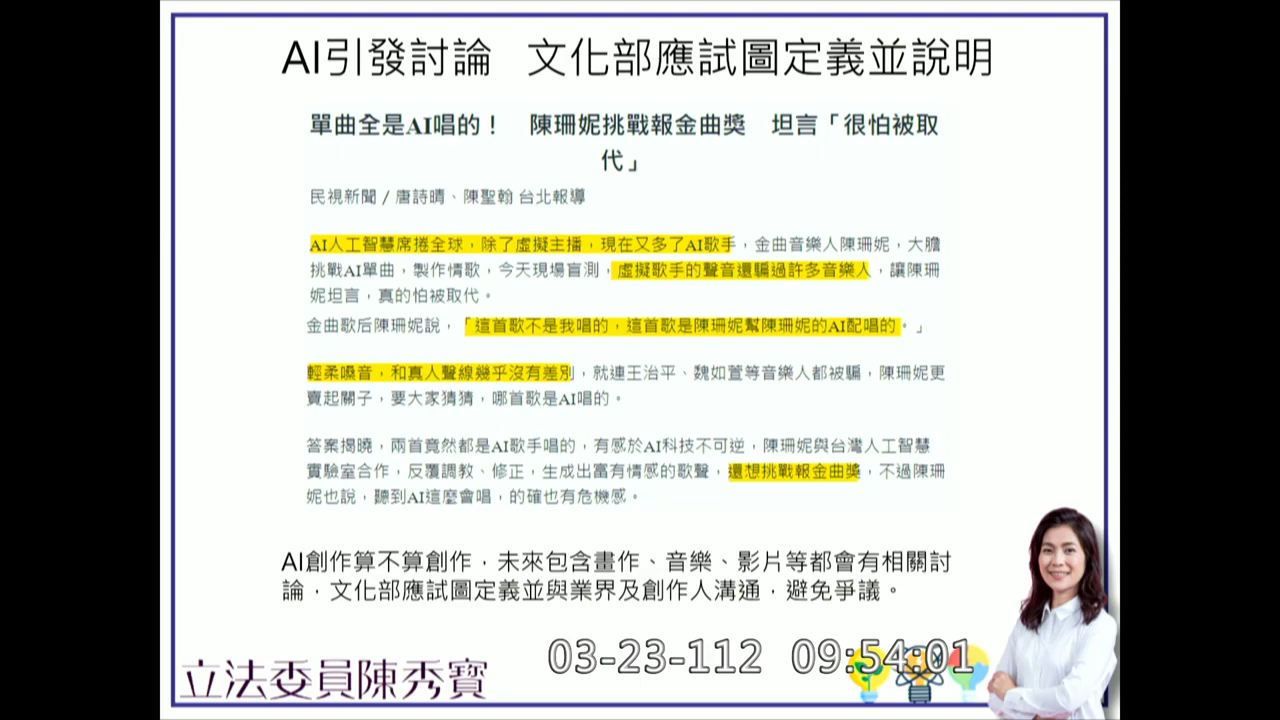 AI引發討論 文化部應試圖定義並說明
單曲全是AI唱的！ 陳珊妮挑戰報金曲獎 坦言「很怕被取
代」
民視新聞／唐詩晴、陳聖翰 台北報導
AI人工智慧席捲全球，除了虛擬主播，現在又多了AI歌手，金曲音樂人陳珊妮，大膽
挑戰AI單曲，製作情歌，今天現場盲測，虛擬歌手的聲音還騙過許多音樂人，讓陳珊
妮坦言，真的怕被取代。
金曲歌后陳珊妮說，「這首歌不是我唱的，這首歌是陳珊妮幫陳珊妮的AI配唱的。」
輕柔嗓音，和真人聲線幾乎沒有差別，就連王治平、魏如萱等音樂人都被騙，陳珊妮更
賣起關子，要大家猜猜，哪首歌是AI唱的。
答案揭曉，兩首竟然都是AI歌手唱的，有感於AI科技不可逆，陳珊妮與台灣人工智慧
實驗室合作，反覆調教、修正，生成出富有情感的歌聲，還想挑戰報金曲獎，不過陳珊
妮也說，聽到AI這麼會唱，的確也有危機感。
AI創作算不算創作，未來包含畫作、音樂、影片等都會有相關討
論，文化部應試圖定義並與業界及創作人溝通，避免爭議。
03-23-112 09:54:01
立法委員陳秀寳